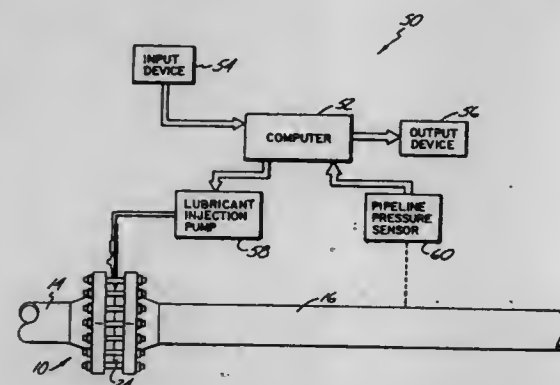 50
INPUT
DEVICE
54
52
COMPUTER
56
OUTPUT
DEVICE
LUBRICANT
INJECTION
PUMP
58
PIPELINE
PRESSURE
SENSOR
60
14
16
10
24